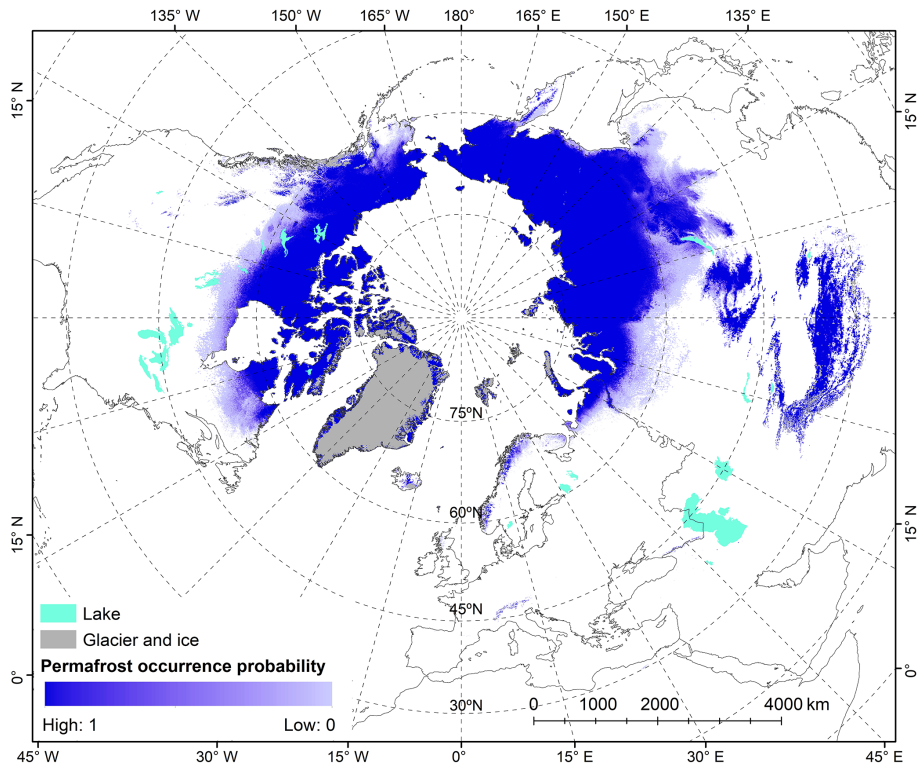 135° W 150° W 165° W 180° 165° E 150° E 135° E
15° N 15° N
75°N
60°N
15° N 15° N
45°N
Lake
Glacier and ice
Permafrost occurrence probability
0° 0°
High: 1 Low: 0
30°N
0 1000 2000 4000 km
45° W 30° W 15° W 0° 15° E 30° E 45° E